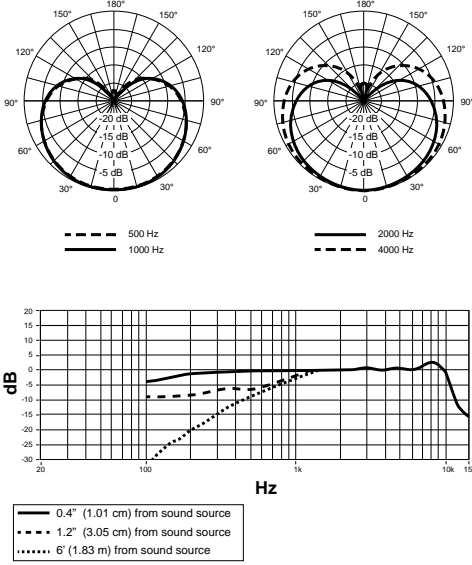 180°
180°
150°
150°
150°
150°
120°
120°
120°
120°
90°
90°
90°
90°
-20 dB
-20 dB
-15 dB
-15 dB
60°
60°
60°
60°
-10 dB
-10 dB
-5 dB
-5 dB
30°
30°
30°
30°
0
0
500 Hz
2000 Hz
1000 Hz
4000 Hz
20
15
10
5
0
-5
-10
-15
-20
-25
-30
dB
20
100
1k
10k
15
Hz
0.4" (1.01 cm) from sound source
1.2" (3.05 cm) from sound source
6' (1.83 m) from sound source